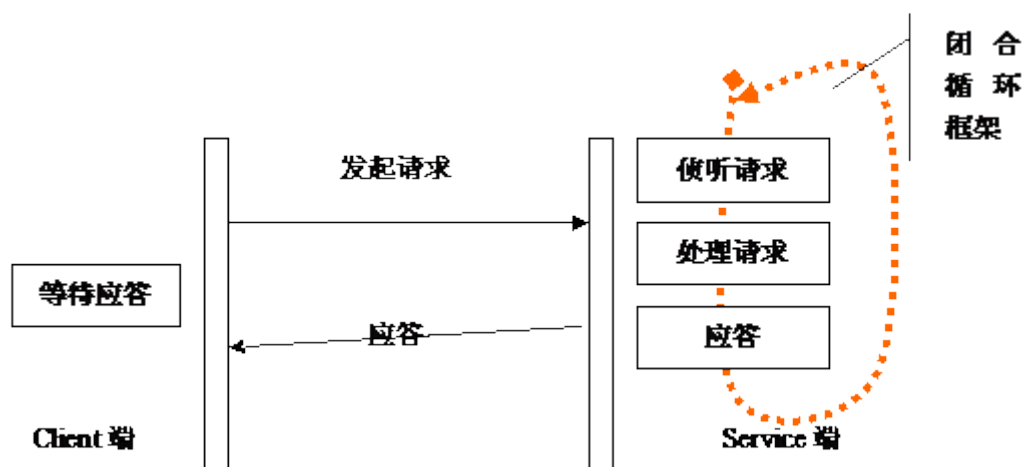 闭 合
循 环
框架
发起请求
侦听请求
处理请求
等待应答
应答
应答
Client 端
Service 端